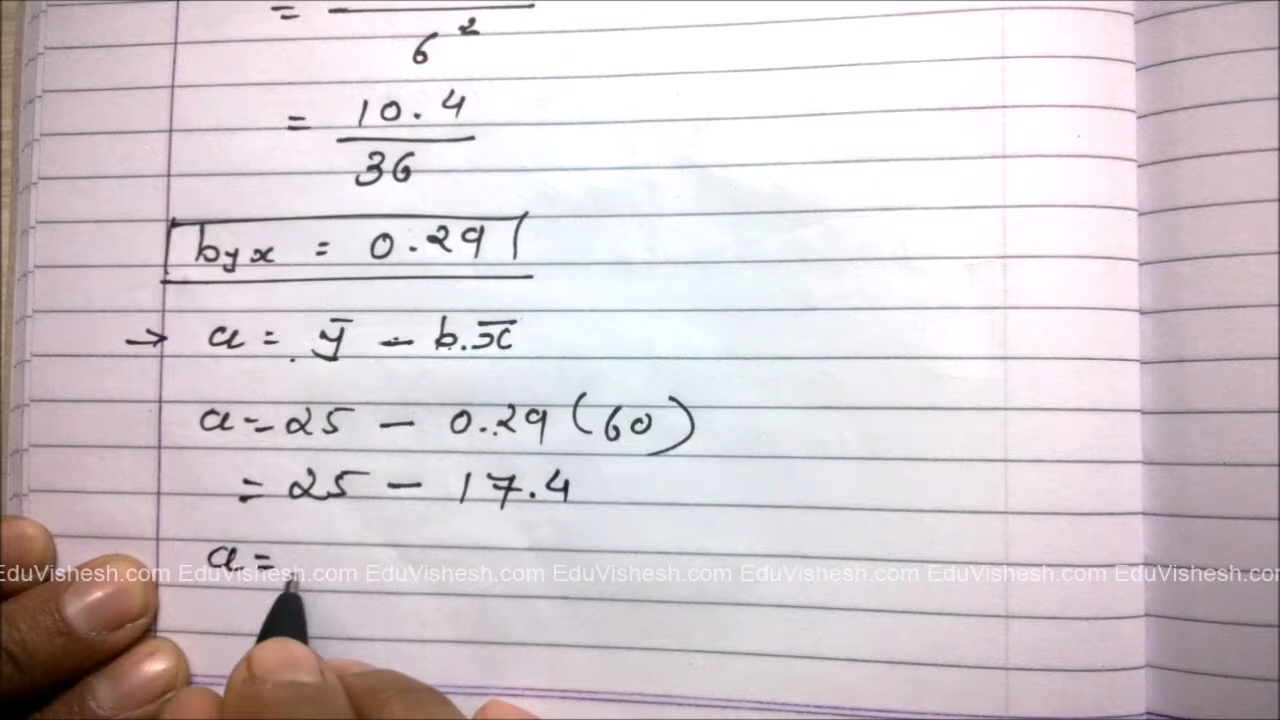 =
6²
= 10.4
36
byx = 0.29
→ a = ȳ - b.x̄
a = 25 - 0.29 (60)
= 25 - 17.4
a =
EduVishesh.com EduVishesh.com EduVishesh.com EduVishesh.com EduVishesh.com EduVishesh.com EduVishesh.com